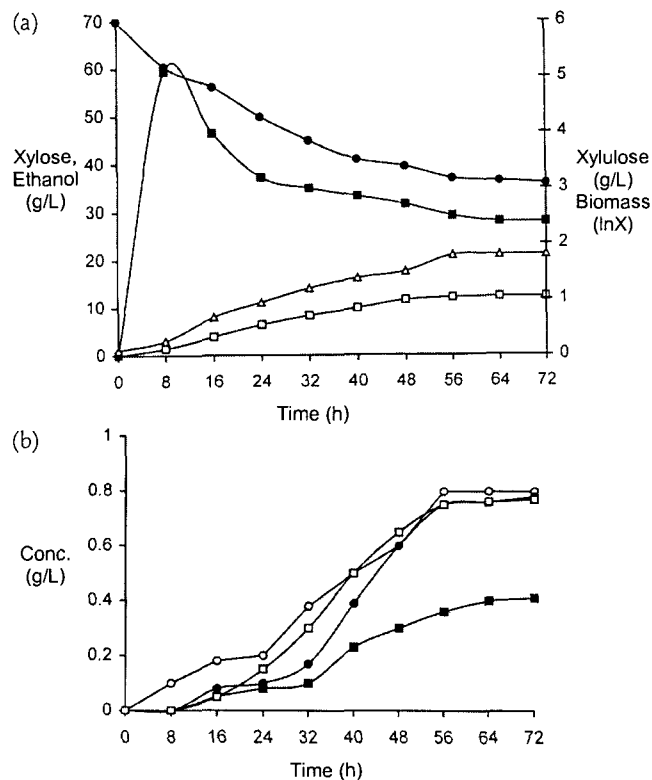 (a)
70
60
50
40
30
20
10
0
Xylose,
Ethanol
(g/L)
6
5
4
3
2
1
0
Xylulose
(g/L)
Biomass
(lnX)
0 8 16 24 32 40 48 56 64 72
Time (h)
(b)
1
0.8
0.6
0.4
0.2
0
Conc.
(g/L)
0 8 16 24 32 40 48 56 64 72
Time (h)